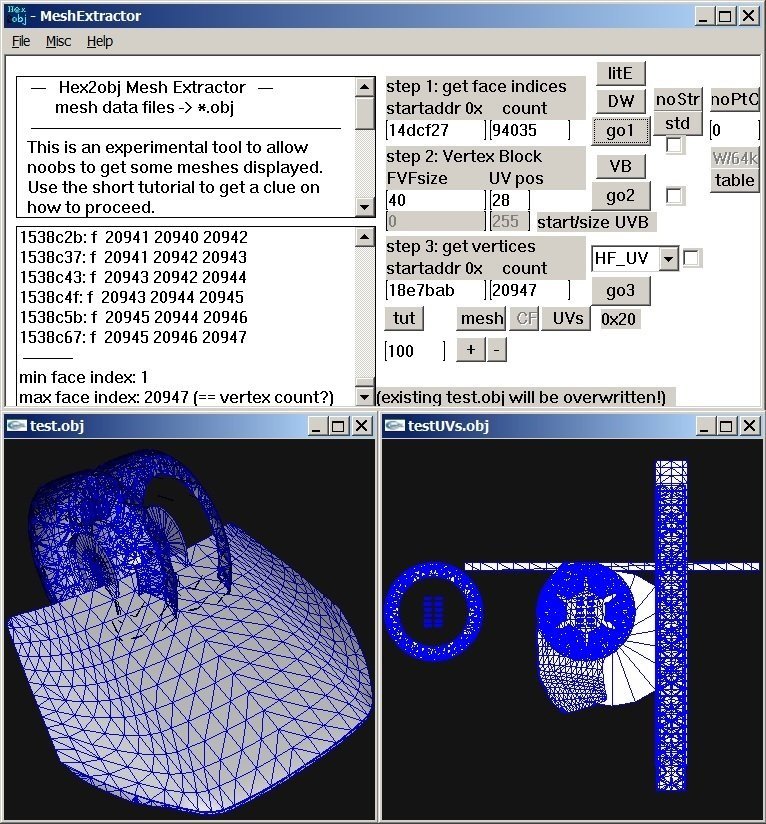 Hex obj - MeshExtractor
File Misc Help
— Hex2obj Mesh Extractor —
mesh data files -> *.obj
This is an experimental tool to allow
noobs to get some meshes displayed.
Use the short tutorial to get a clue on
how to proceed.
1538c2b: f 20941 20940 20942
1538c37: f 20941 20942 20943
1538c43: f 20943 20942 20944
1538c4f: f 20943 20944 20945
1538c5b: f 20945 20944 20946
1538c67: f 20945 20946 20947
min face index: 1
max face index: 20947 (== vertex count?)
step 1: get face indices
startaddr 0x count
14dcf27 94035
litE
DW
go1
noStr
std
noPtC
0
W/64k
table
step 2: Vertex Block
FVFsize UV pos
40 28
0 255 start/size UVB
VB
go2
step 3: get vertices
startaddr 0x count
18e7bab 20947
HF_UV
go3
tut mesh CF UVs 0x20
100 + -
(existing test.obj will be overwritten!)
test.obj
testUVs.obj